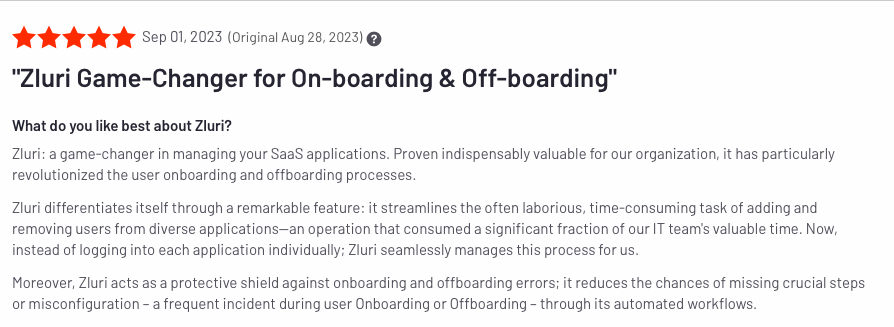 Sep 01, 2023 (Original Aug 28, 2023) ?
"Zluri Game-Changer for On-boarding & Off-boarding"
What do you like best about Zluri?
Zluri: a game-changer in managing your SaaS applications. Proven indispensably valuable for our organization, it has particularly
revolutionized the user onboarding and offboarding processes.
Zluri differentiates itself through a remarkable feature: it streamlines the often laborious, time-consuming task of adding and
removing users from diverse applications—an operation that consumed a significant fraction of our IT team's valuable time. Now,
instead of logging into each application individually; Zluri seamlessly manages this process for us.
Moreover, Zluri acts as a protective shield against onboarding and offboarding errors; it reduces the chances of missing crucial steps
or misconfiguration – a frequent incident during user Onboarding or Offboarding – through its automated workflows.